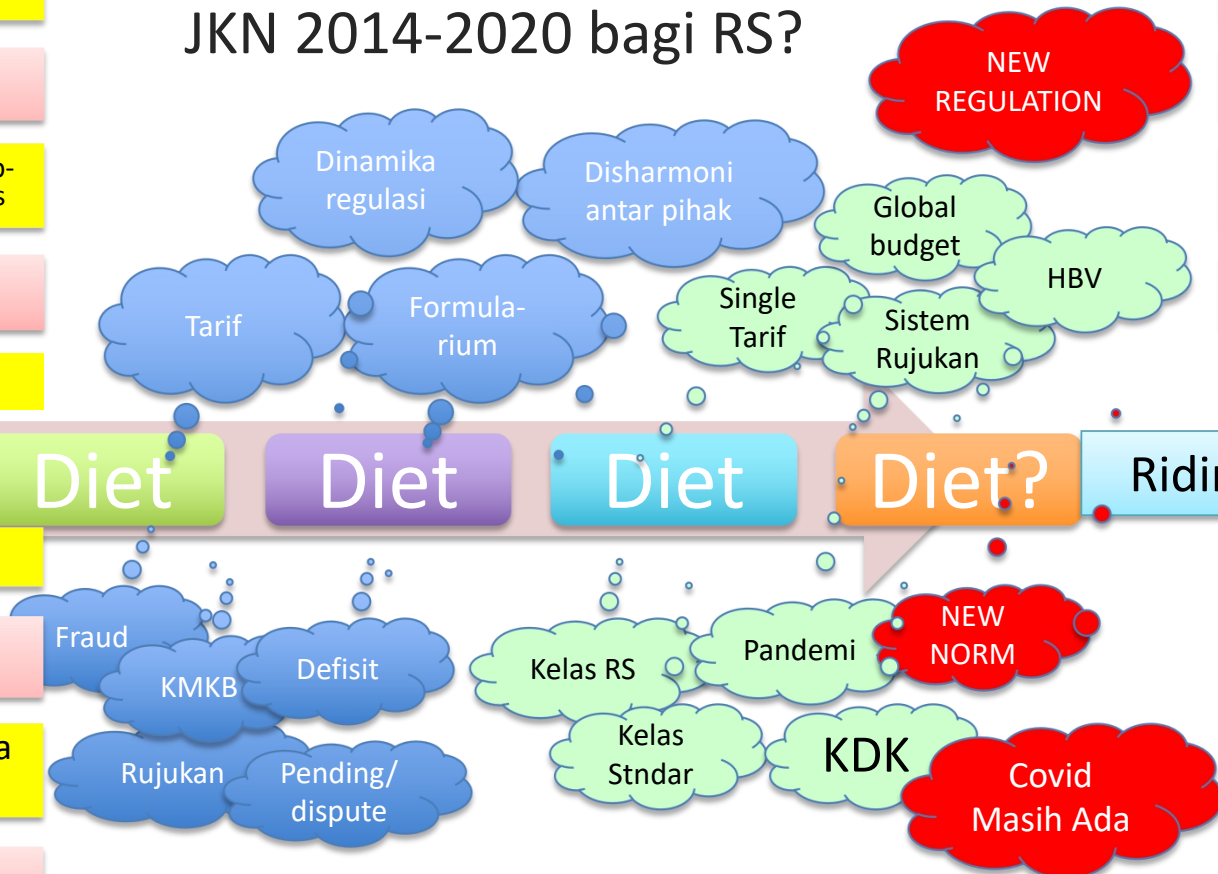 JKN 2014-2020 bagi RS?
NEW
REGULATION
Dinamika
regulasi
Disharmoni
antar pihak
Global
budget
HBV
Tarif
Formula-
rium
Single
Tarif
Sistem
Rujukan
Diet
Diet
Diet
Diet?
Fraud
KMKB
Defisit
Rujukan
Pending/
dispute
Kelas RS
Pandemi
NEW
NORM
Kelas
Stndar
KDK
Covid
Masih Ada